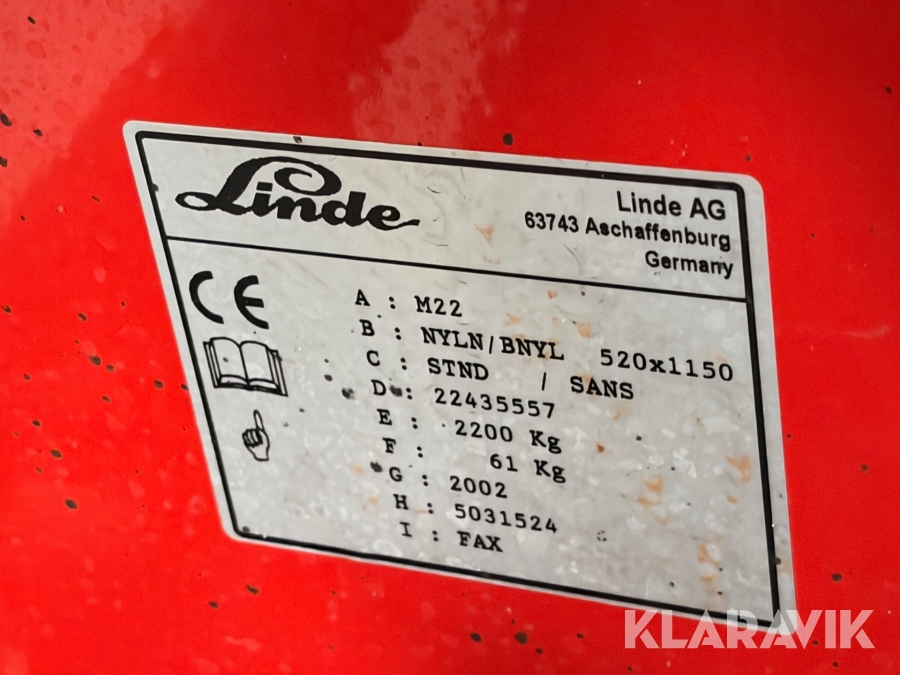 Linde
Linde AG
63743 Aschaffenburg
Germany
CE
A : M22
B : NYLN/BNYL 520x1150
C : STND / SANS
D : 22435557
E : 2200 Kg
F : 61 Kg
G : 2002
H : 5031524
I : FAX
KLARAVIK